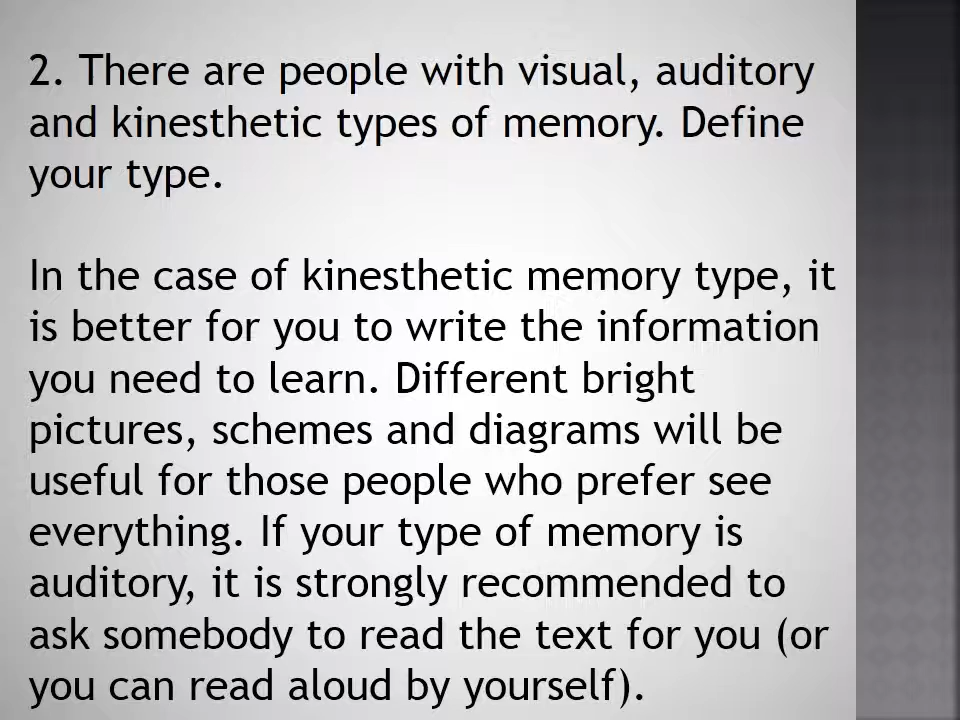 2. There are people with visual, auditory
and kinesthetic types of memory. Define
your type.
In the case of kinesthetic memory type, it
is better for you to write the information
you need to learn. Different bright
pictures, schemes and diagrams will be
useful for those people who prefer see
everything. If your type of memory is
auditory, it is strongly recommended to
ask somebody to read the text for you (or
you can read aloud by yourself).